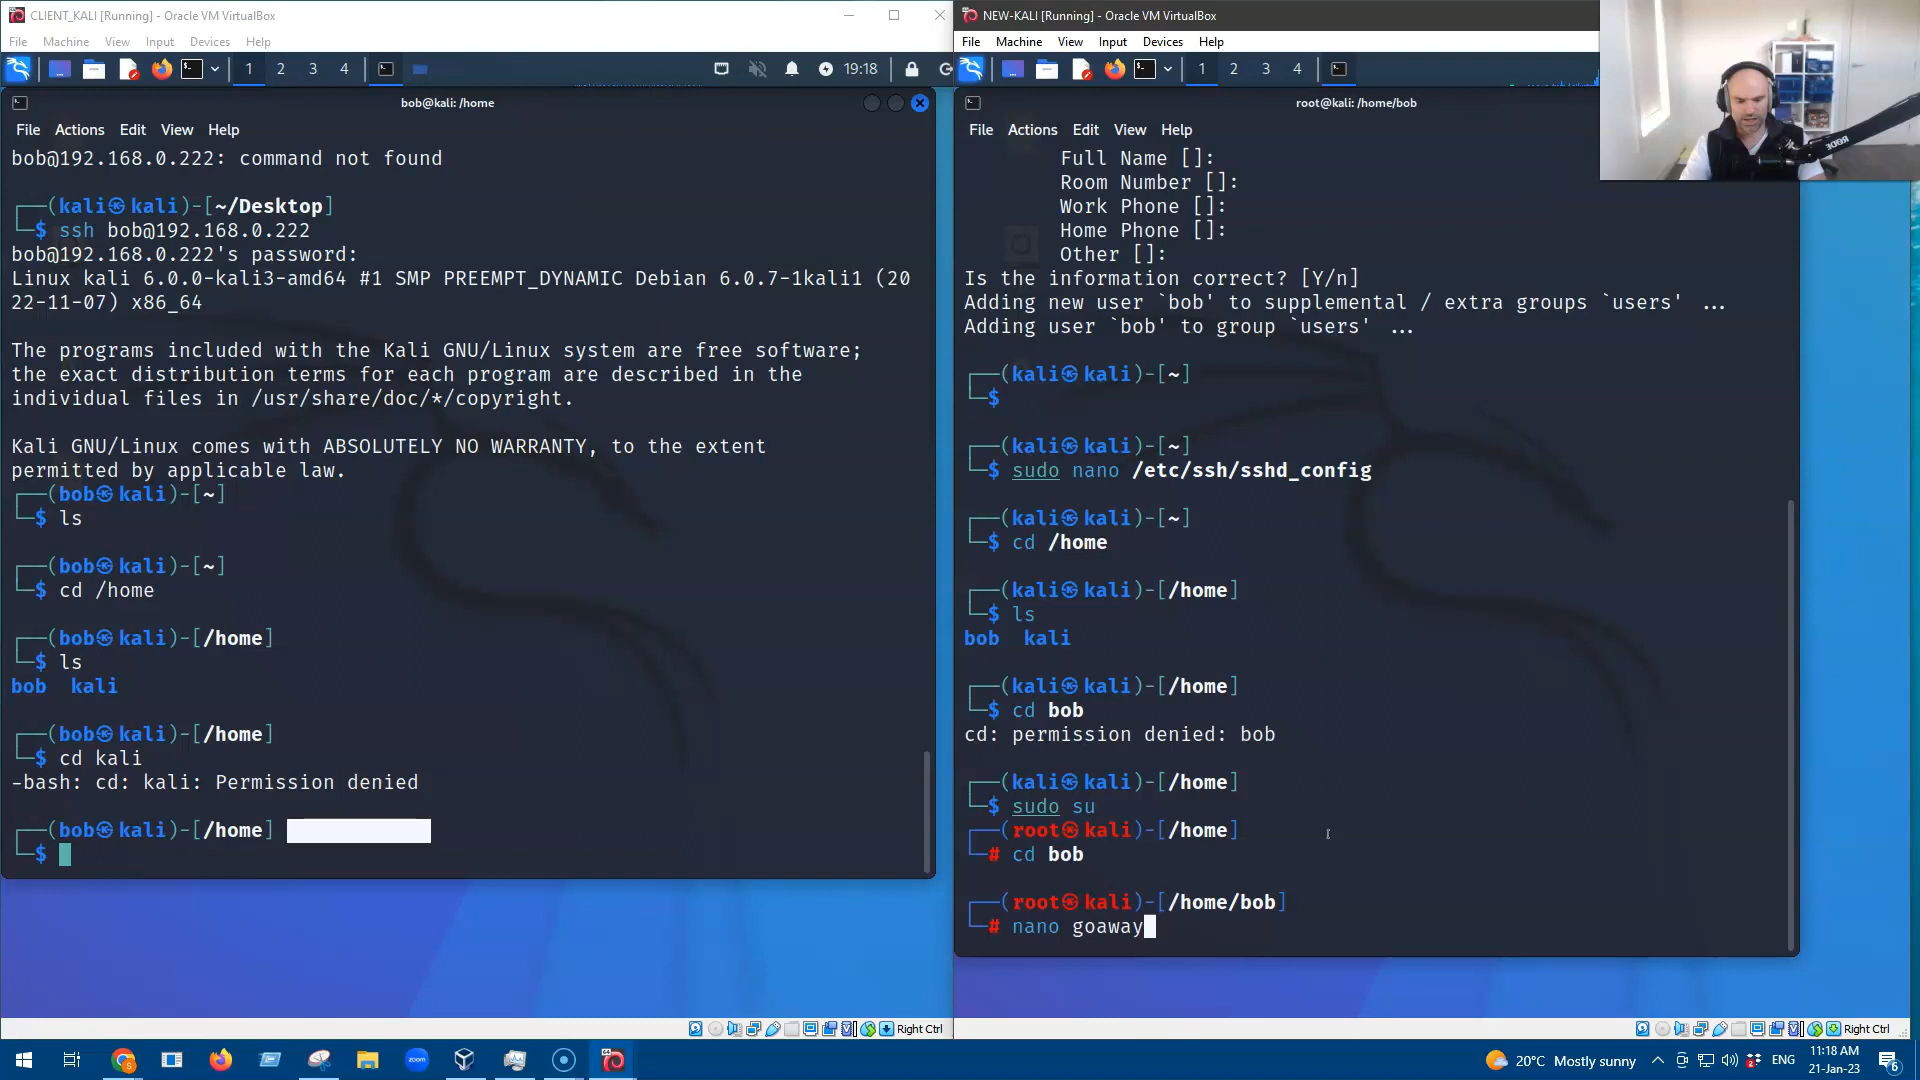 CLIENT_KALI [Running] - Oracle VM VirtualBox
File Machine View Input Devices Help
1 2 3 4
19:18
bob@kali: /home
File Actions Edit View Help
bob@192.168.0.222: command not found
┌──(kali㉿kali)-[~/Desktop]
└─$ ssh bob@192.168.0.222
bob@192.168.0.222's password:
Linux kali 6.0.0-kali3-amd64 #1 SMP PREEMPT_DYNAMIC Debian 6.0.7-1kali1 (20
22-11-07) x86_64
The programs included with the Kali GNU/Linux system are free software;
the exact distribution terms for each program are described in the
individual files in /usr/share/doc/*/copyright.
Kali GNU/Linux comes with ABSOLUTELY NO WARRANTY, to the extent
permitted by applicable law.
┌──(bob㉿kali)-[~]
└─$ ls
┌──(bob㉿kali)-[~]
└─$ cd /home
┌──(bob㉿kali)-[/home]
└─$ ls
bob kali
┌──(bob㉿kali)-[/home]
└─$ cd kali
-bash: cd: kali: Permission denied
┌──(bob㉿kali)-[/home]
└─$
Right Ctrl
NEW-KALI [Running] - Oracle VM VirtualBox
File Machine View Input Devices Help
1 2 3 4
root@kali: /home/bob
File Actions Edit View Help
Full Name []:
Room Number []:
Work Phone []:
Home Phone []:
Other []:
Is the information correct? [Y/n]
Adding new user `bob' to supplemental / extra groups `users' ...
Adding user `bob' to group `users' ...
┌──(kali㉿kali)-[~]
└─$
┌──(kali㉿kali)-[~]
└─$ sudo nano /etc/ssh/sshd_config
┌──(kali㉿kali)-[~]
└─$ cd /home
┌──(kali㉿kali)-[/home]
└─$ ls
bob kali
┌──(kali㉿kali)-[/home]
└─$ cd bob
cd: permission denied: bob
┌──(kali㉿kali)-[/home]
└─$ sudo su
┌──(root㉿kali)-[/home]
└─# cd bob
┌──(root㉿kali)-[/home/bob]
└─# nano goaway
RØDE
Right Ctrl
zoom
20°C Mostly sunny
ENG
11:18 AM
21-Jan-23
6